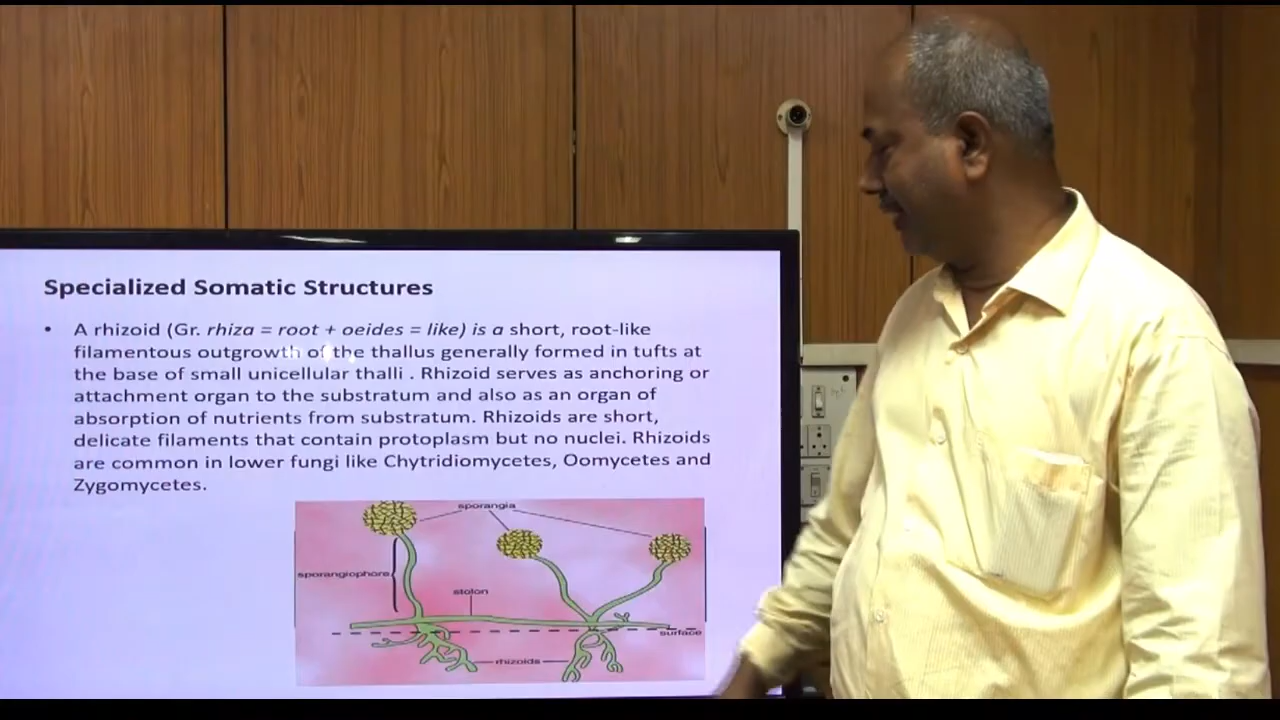 Specialized Somatic Structures
• A rhizoid (Gr. rhiza = root + oeides = like) is a short, root-like
filamentous outgrowth of the thallus generally formed in tufts at
the base of small unicellular thalli . Rhizoid serves as anchoring or
attachment organ to the substratum and also as an organ of
absorption of nutrients from substratum. Rhizoids are short,
delicate filaments that contain protoplasm but no nuclei. Rhizoids
are common in lower fungi like Chytridiomycetes, Oomycetes and
Zygomycetes.
sporangia
sporangiophore
stolon
surface
rhizoids